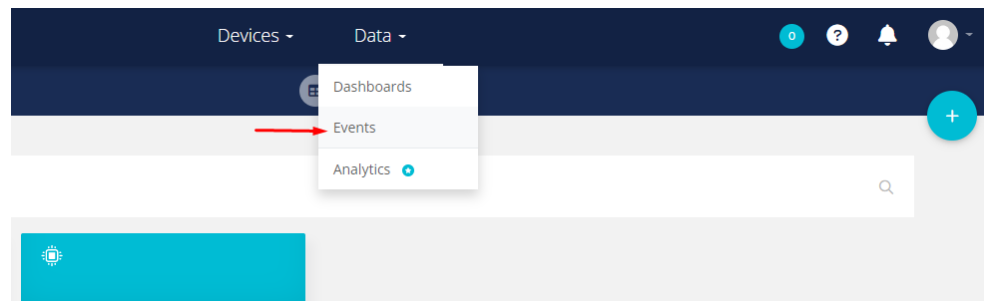 Devices Data 0 ?
Dashboards
Events
+
Analytics